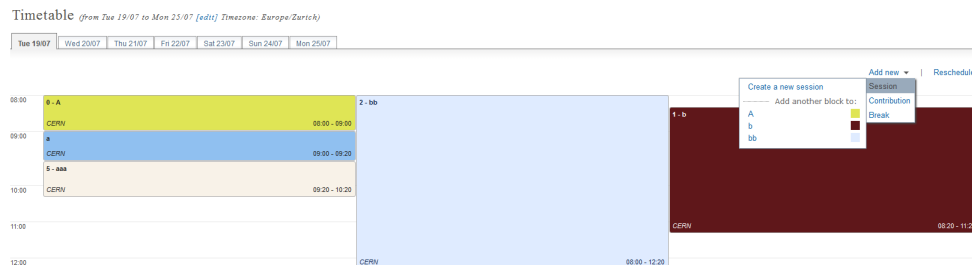 Timetable (from Tue 19/07 to Mon 25/07 [edit] Timezone: Europe/Zurich)
Tue 19/07 Wed 20/07 Thu 21/07 Fri 22/07 Sat 23/07 Sun 24/07 Mon 25/07
Add new | Reschedule
Create a new session
Add another block to:
A
b
bb
Session
Contribution
Break
08:00
0 - A
CERN 08:00 - 09:00
09:00
a
CERN 09:00 - 09:20
5 - aaa
10:00
CERN 09:20 - 10:20
11:00
12:00
2 - bb
CERN 08:00 - 12:20
1 - b
CERN 08:20 - 11:2